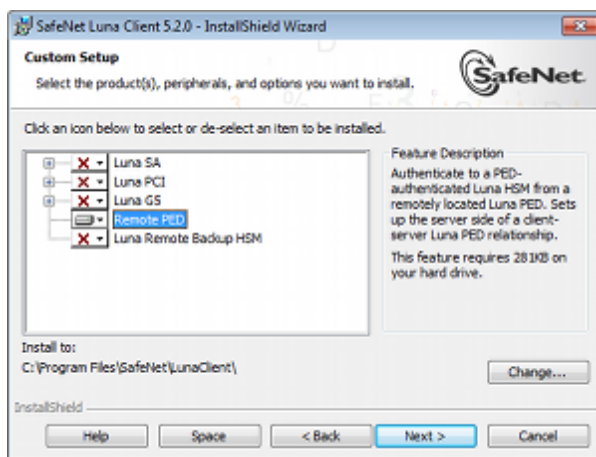 SafeNet Luna Client 5.2.0 - InstallShield Wizard
Custom Setup
Select the product(s), peripherals, and options you want to install.
SafeNet
Click an icon below to select or de-select an item to be installed.
Luna SA
Luna PCI
Luna GS
Remote PED
Luna Remote Backup HSM
Feature Description
Authenticate to a PED-
authenticated Luna HSM from a
remotely located Luna PED. Sets
up the server side of a client-
server Luna PED relationship.
This feature requires 281KB on
your hard drive.
Install to:
C:\Program Files\SafeNet\LunaClient\
Change...
InstallShield
Help
Space
< Back
Next >
Cancel